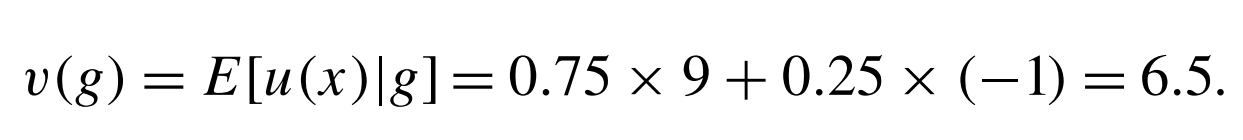 v(g) = E[u(x)|g] = 0.75 × 9 + 0.25 × (−1) = 6.5.